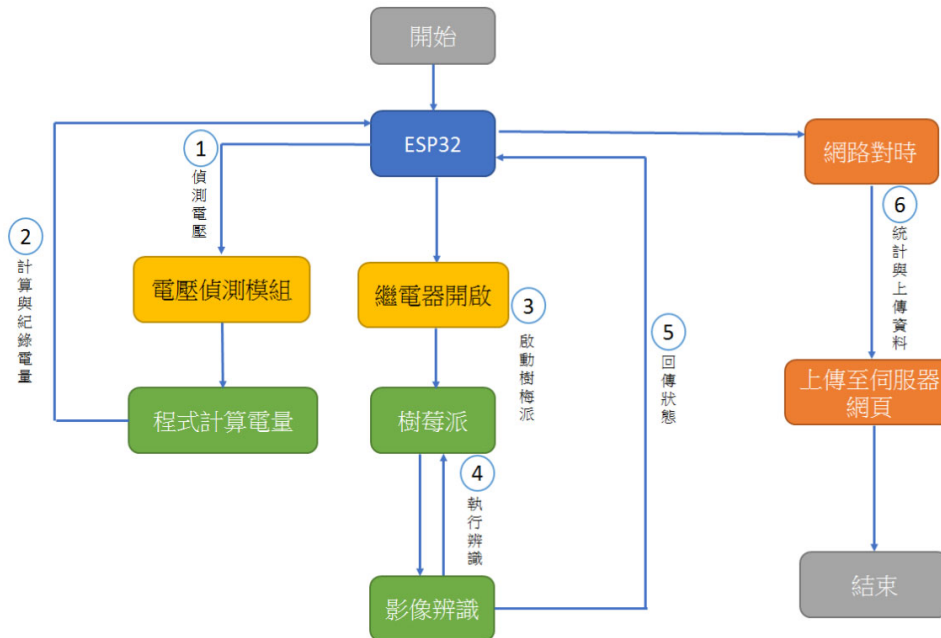 開始
ESP32
網路對時
1
偵測電壓
2
計算與紀錄電量
電壓偵測模組
繼電器開啟
3
啟動樹梅派
5
回傳狀態
6
統計與上傳資料
程式計算電量
樹莓派
上傳至伺服器
網頁
4
執行辨識
影像辨識
結束